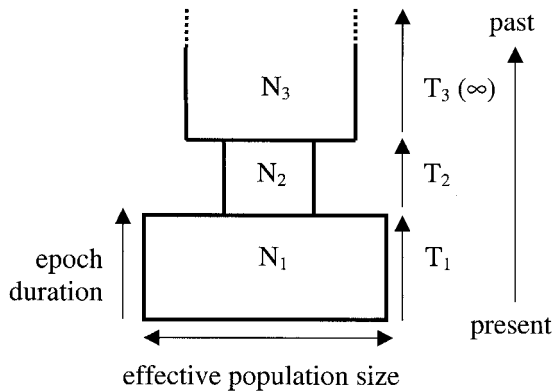 past
N₃
T₃ (∞)
N₂
T₂
epoch
duration
N₁
T₁
present
effective population size